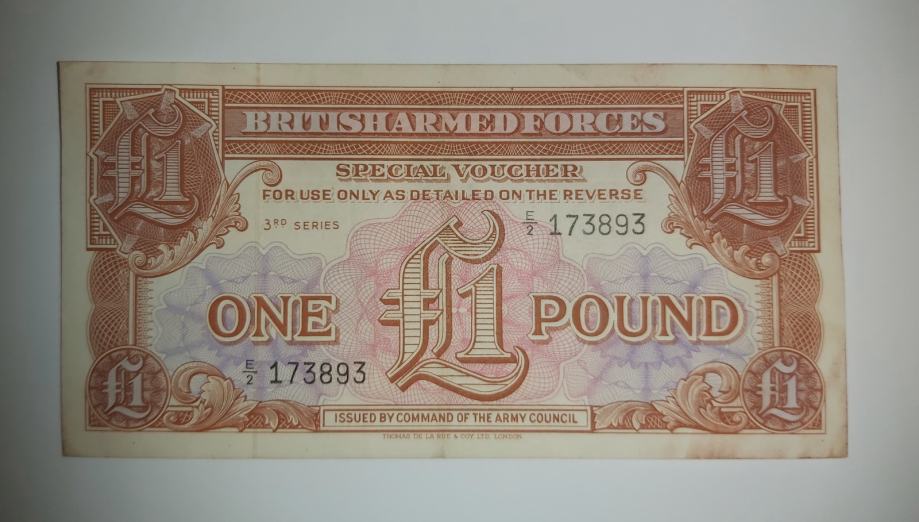 £1
£1
BRITISH ARMED FORCES
SPECIAL VOUCHER
FOR USE ONLY AS DETAILED ON THE REVERSE
3RD SERIES
E/2 173893
ONE £1 POUND
E/2 173893
£1
£1
ISSUED BY COMMAND OF THE ARMY COUNCIL
THOMAS DE LA RUE & COY. LTD. LONDON